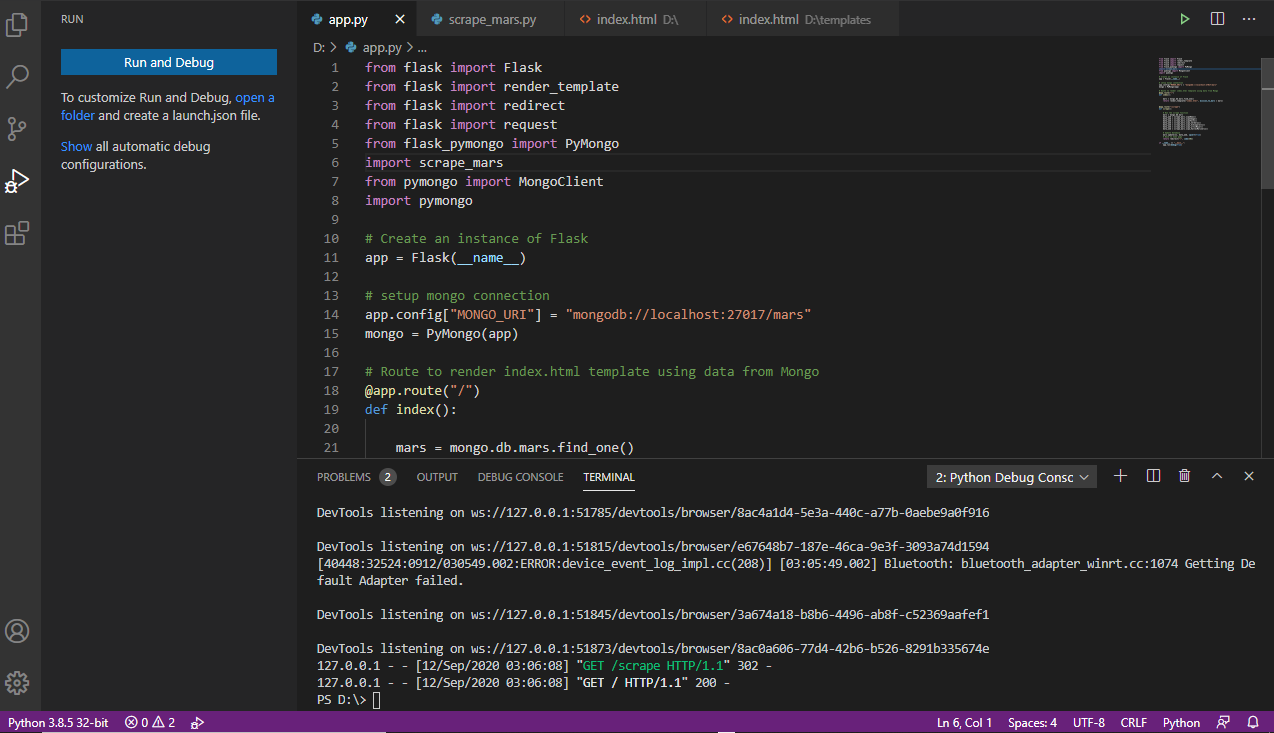 RUN
Run and Debug
To customize Run and Debug, open a
folder and create a launch.json file.
Show all automatic debug
configurations.
app.py
scrape_mars.py
index.html D:\
index.html D:\templates
D: > app.py > ...
1 from flask import Flask
2 from flask import render_template
3 from flask import redirect
4 from flask import request
5 from flask_pymongo import PyMongo
6 import scrape_mars
7 from pymongo import MongoClient
8 import pymongo
9
10 # Create an instance of Flask
11 app = Flask(__name__)
12
13 # setup mongo connection
14 app.config["MONGO_URI"] = "mongodb://localhost:27017/mars"
15 mongo = PyMongo(app)
16
17 # Route to render index.html template using data from Mongo
18 @app.route("/")
19 def index():
20
21 mars = mongo.db.mars.find_one()
PROBLEMS 2 OUTPUT DEBUG CONSOLE TERMINAL 2: Python Debug Consc
DevTools listening on ws://127.0.0.1:51785/devtools/browser/8ac4a1d4-5e3a-440c-a77b-0aebe9a0f916
DevTools listening on ws://127.0.0.1:51815/devtools/browser/e67648b7-187e-46ca-9e3f-3093a74d1594
[40448:32524:0912/030549.002:ERROR:device_event_log_impl.cc(208)] [03:05:49.002] Bluetooth: bluetooth_adapter_winrt.cc:1074 Getting De
fault Adapter failed.
DevTools listening on ws://127.0.0.1:51845/devtools/browser/3a674a18-b8b6-4496-ab8f-c52369aafef1
DevTools listening on ws://127.0.0.1:51873/devtools/browser/8ac0a606-77d4-42b6-b526-8291b335674e
127.0.0.1 - - [12/Sep/2020 03:06:08] "GET /scrape HTTP/1.1" 302 -
127.0.0.1 - - [12/Sep/2020 03:06:08] "GET / HTTP/1.1" 200 -
PS D:\>
Python 3.8.5 32-bit 0 2 Ln 6, Col 1 Spaces: 4 UTF-8 CRLF Python